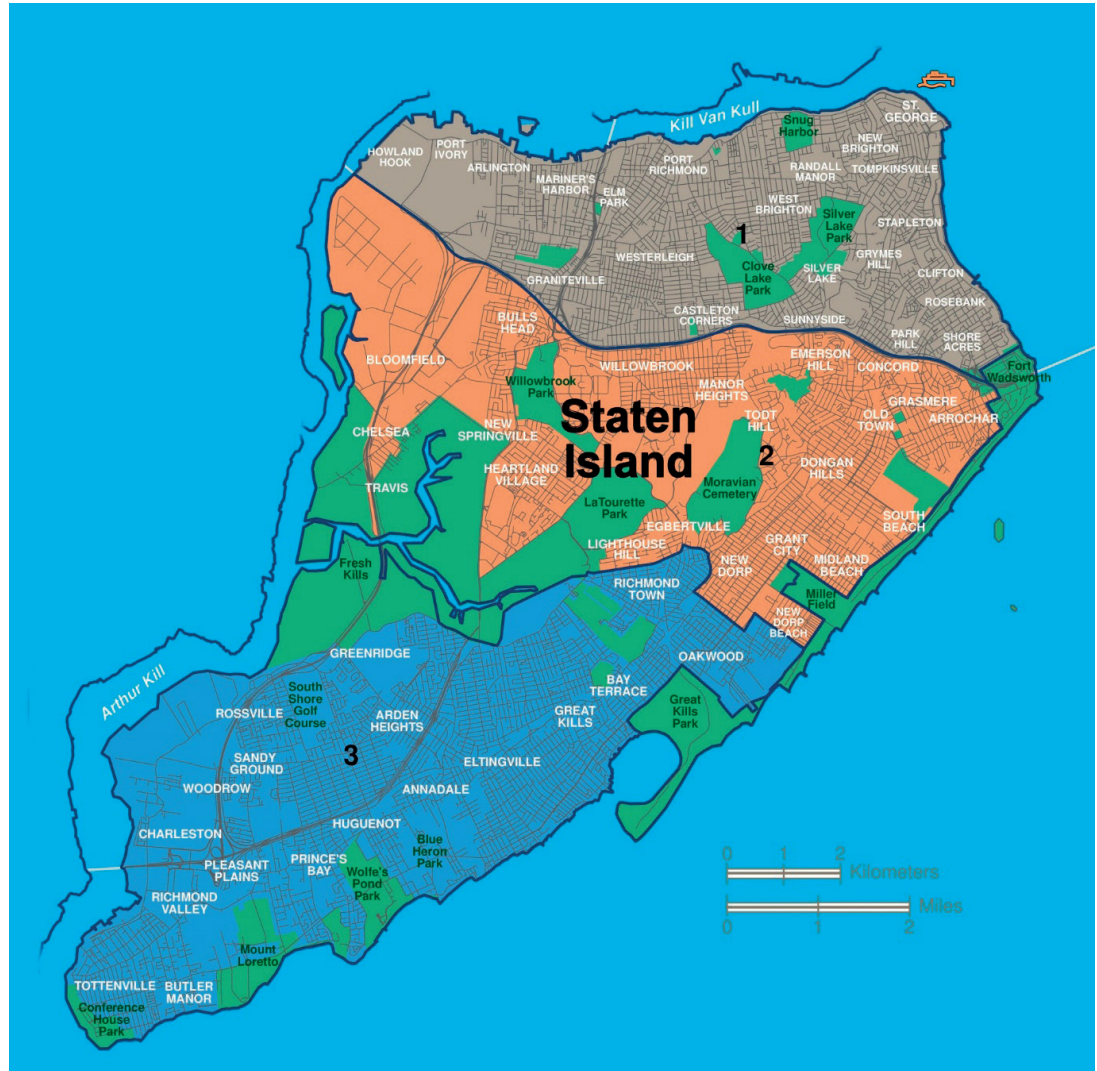 Kill Van Kull
HOWLAND
HOOK
PORT
IVORY
ARLINGTON
MARINER'S
HARBOR
ELM
PARK
PORT
RICHMOND
Snug
Harbor
ST.
GEORGE
NEW
BRIGHTON
RANDALL
MANOR
TOMPKINSVILLE
WEST
BRIGHTON
Silver
Lake
Park
STAPLETON
1
GRANITEVILLE
WESTERLEIGH
Clove
Lake
Park
SILVER
LAKE
GRYMES
HILL
CLIFTON
ROSEBANK
CASTLETON
CORNERS
SUNNYSIDE
PARK
HILL
SHORE
ACRES
Fort
Wadsworth
BULLS
HEAD
BLOOMFIELD
WILLOWBROOK
EMERSON
HILL
CONCORD
Willowbrook
Park
MANOR
HEIGHTS
GRASMERE
ARROCHAR
OLD
TOWN
TODT
HILL
Staten
Island
CHELSEA
NEW
SPRINGVILLE
HEARTLAND
VILLAGE
2
DONGAN
HILLS
TRAVIS
LaTourette
Park
Moravian
Cemetery
SOUTH
BEACH
EGBERTVILLE
LIGHTHOUSE
HILL
GRANT
CITY
NEW
DORP
MIDLAND
BEACH
Fresh
Kills
RICHMOND
TOWN
Miller
Field
NEW
DORP
BEACH
Arthur Kill
GREENRIDGE
OAKWOOD
BAY
TERRACE
South
Shore
Golf
Course
ROSSVILLE
ARDEN
HEIGHTS
GREAT
KILLS
Great
Kills
Park
3
SANDY
GROUND
WOODROW
ELTINGVILLE
ANNADALE
CHARLESTON
HUGUENOT
Blue
Heron
Park
PLEASANT
PLAINS
PRINCE'S
BAY
Wolfe's
Pond
Park
RICHMOND
VALLEY
Mount
Loretto
TOTTENVILLE
BUTLER
MANOR
Conference
House
Park
0 1 2
Kilometers
Miles
0 1 2